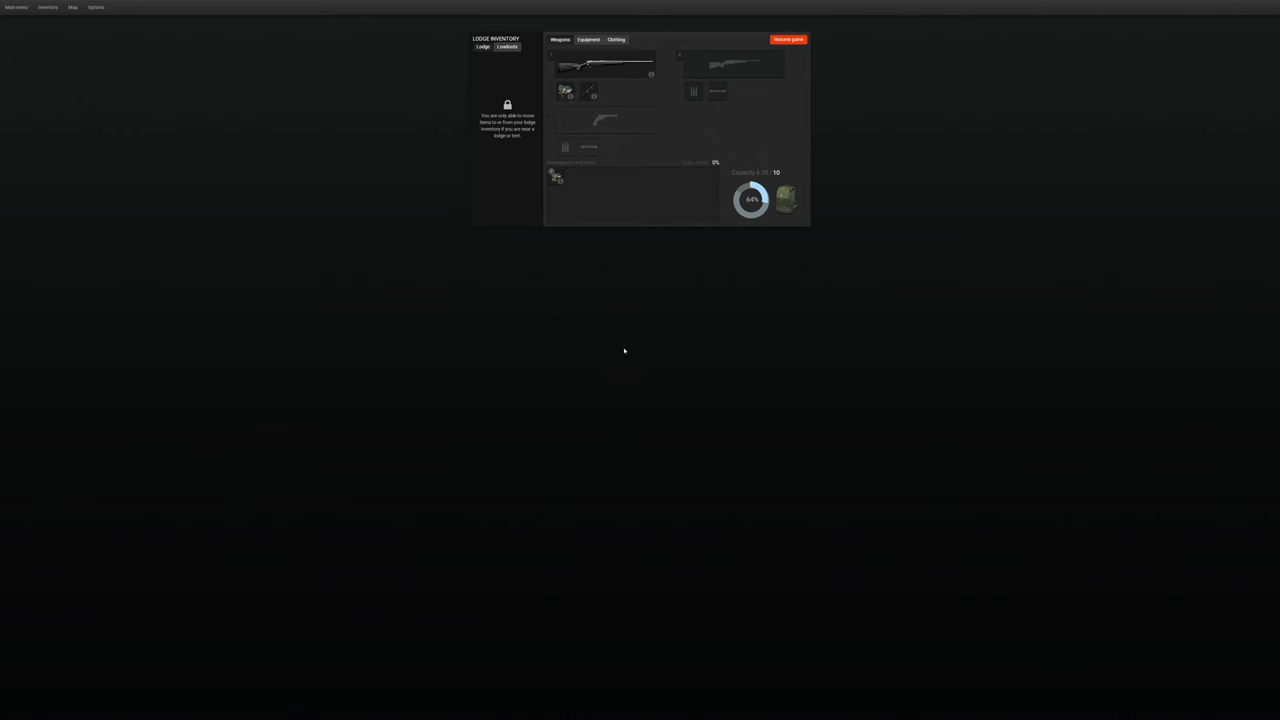 Main menu Inventory Map Options
LODGE INVENTORY
Lodge Loadouts
Weapons Equipment Clothing
Resume game
You are only able to move
items to or from your lodge
inventory if you are near a
lodge or tent.
0%
Capacity 6.35 / 10
64%